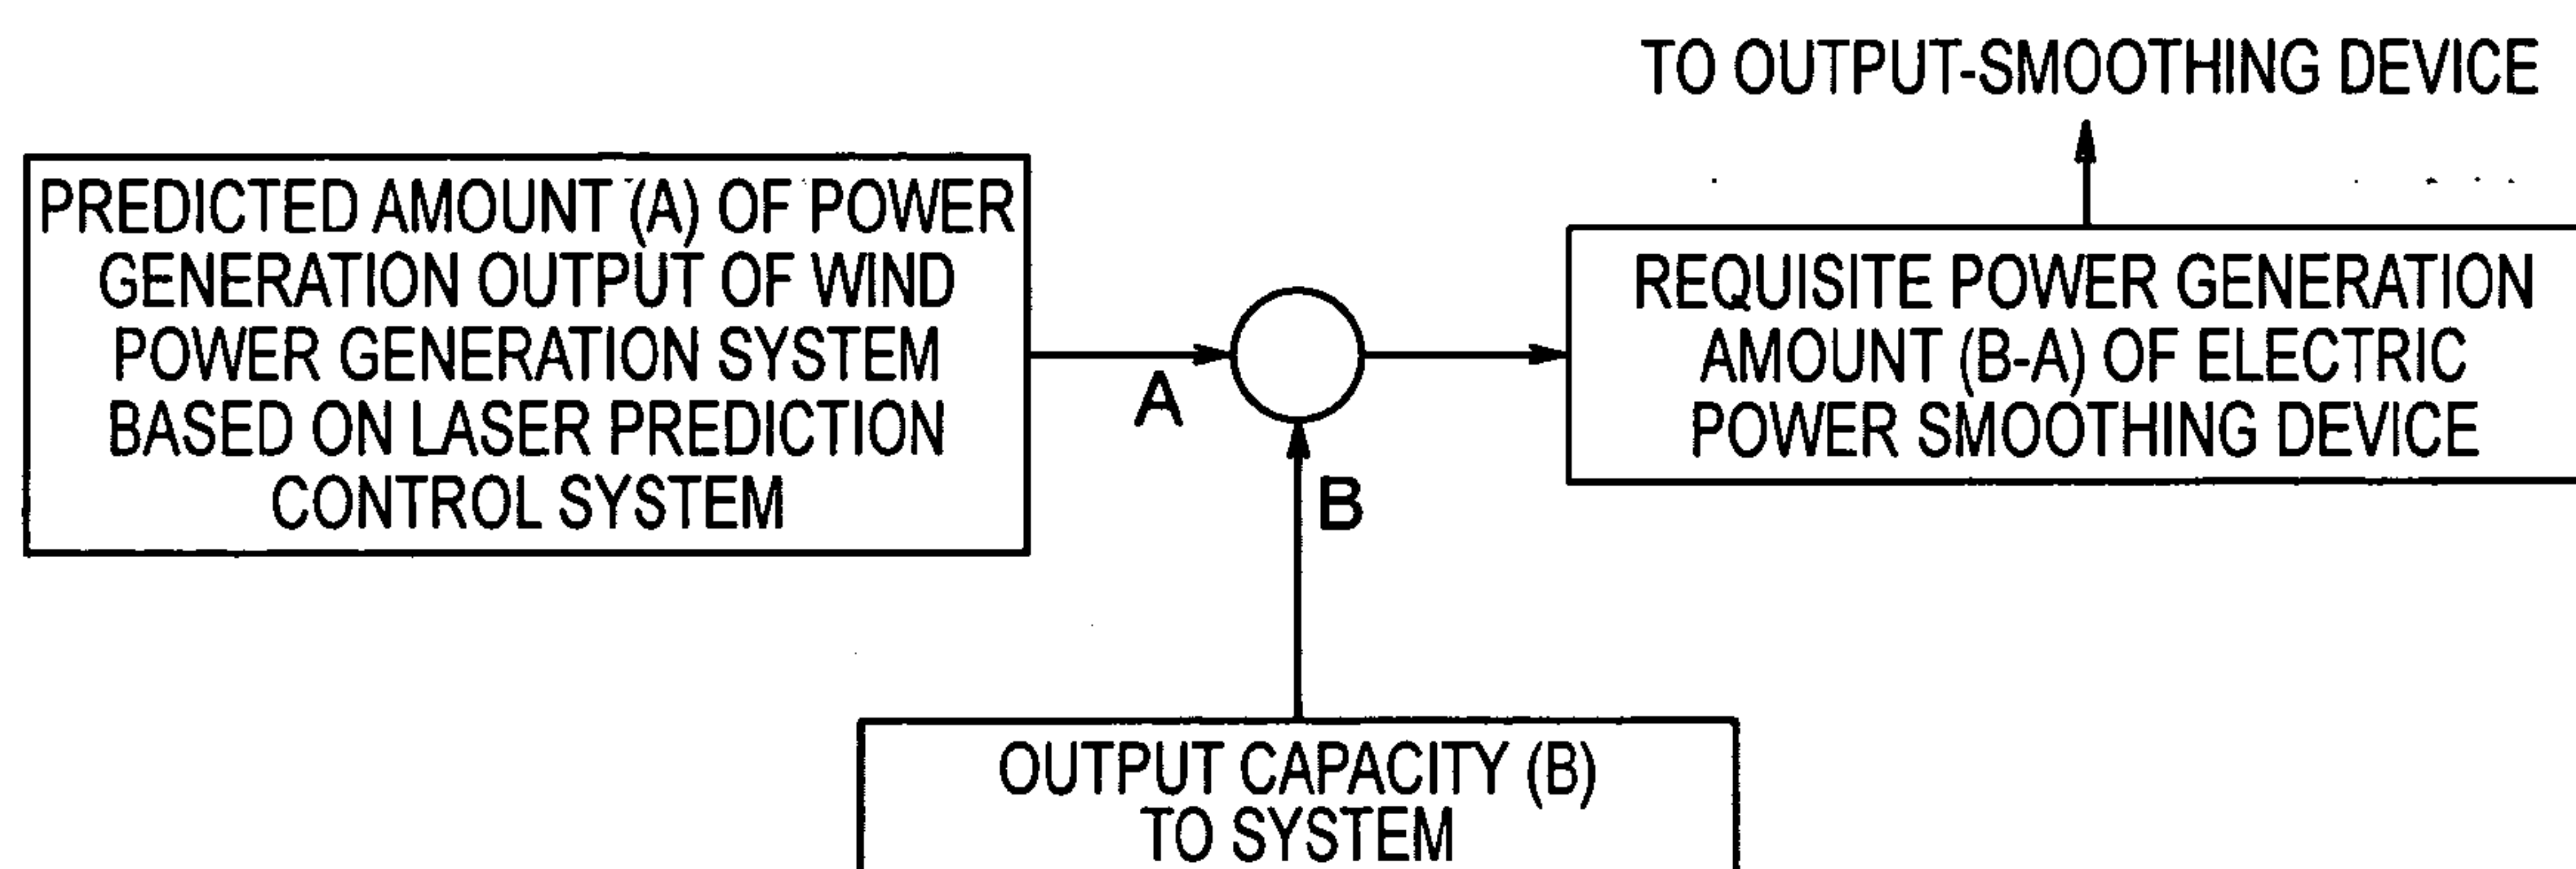 TO OUTPUT-SMOOTHING DEVICE
PREDICTED AMOUNT (A) OF POWER
GENERATION OUTPUT OF WIND
POWER GENERATION SYSTEM
BASED ON LASER PREDICTION
CONTROL SYSTEM
A
B
REQUISITE POWER GENERATION
AMOUNT (B-A) OF ELECTRIC
POWER SMOOTHING DEVICE
OUTPUT CAPACITY (B)
TO SYSTEM